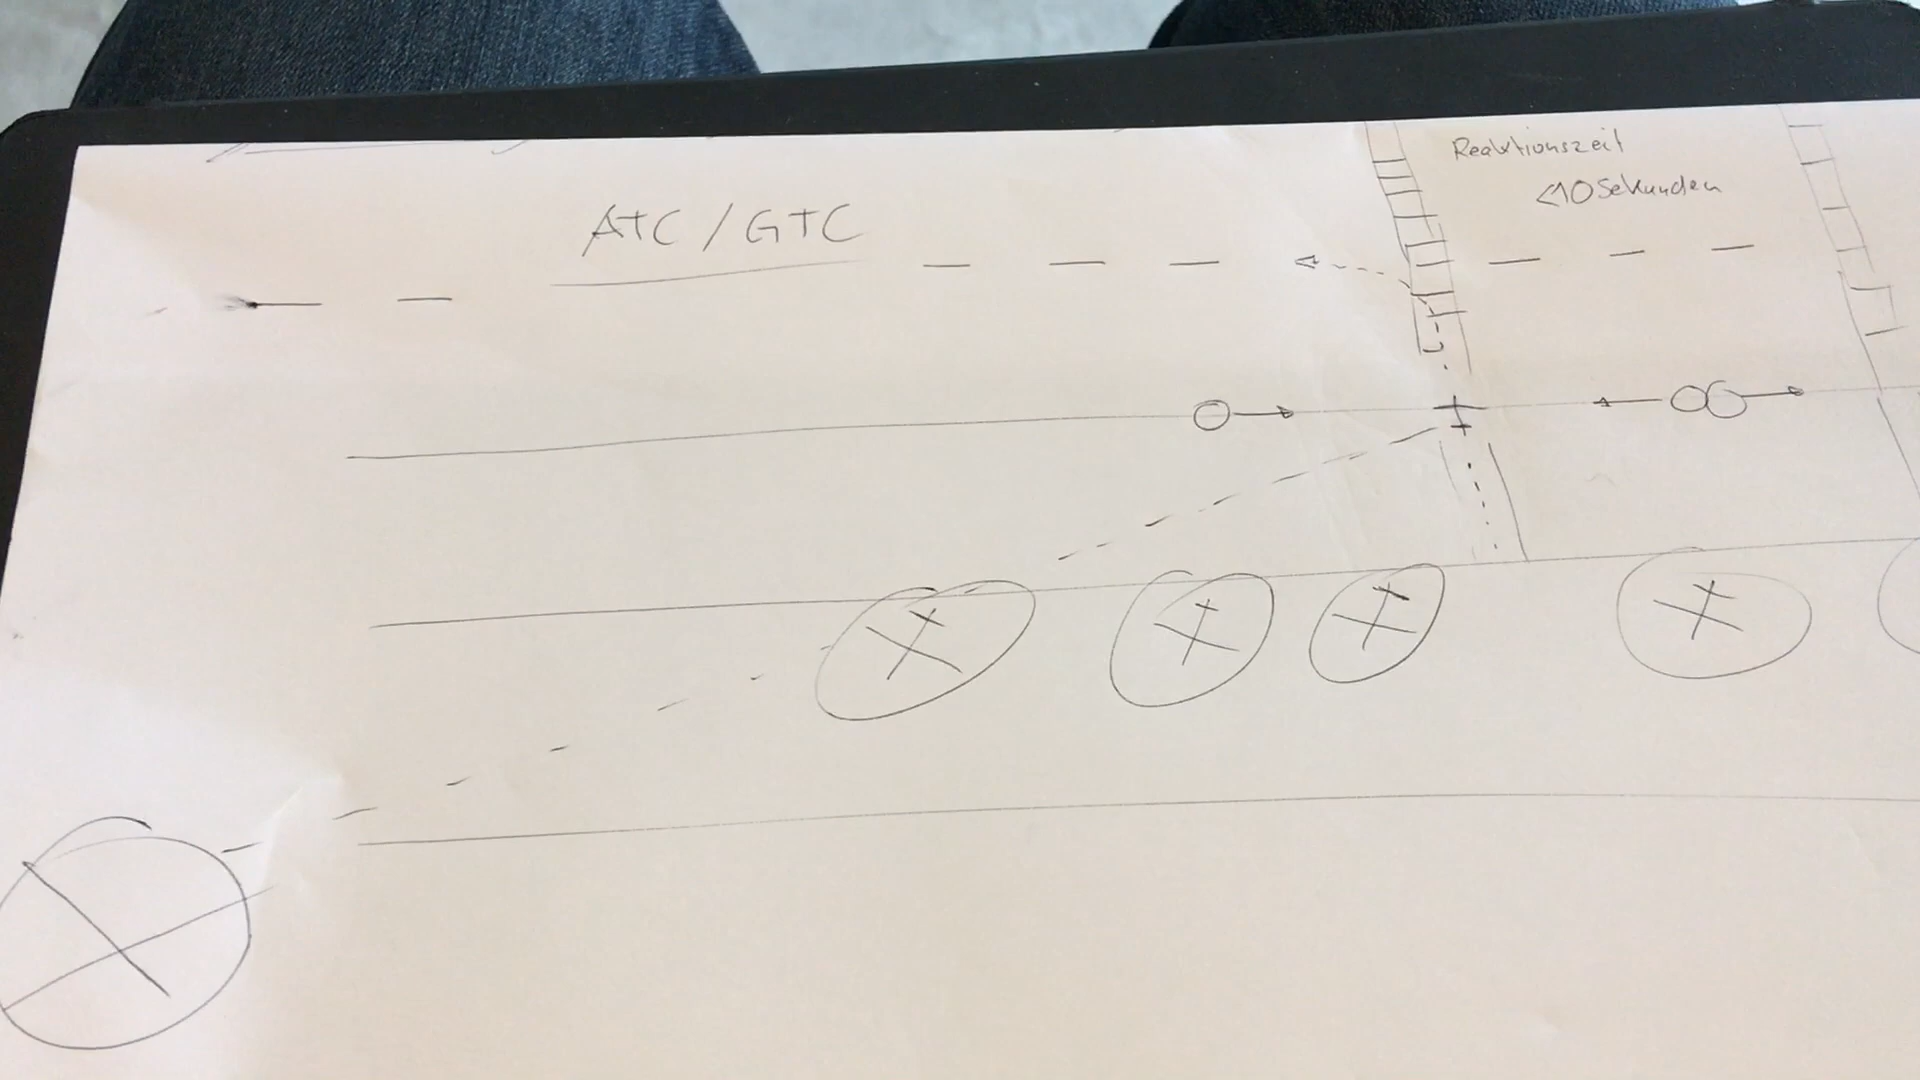 Reaktionszeit
<10 Sekunden
ATC / GTC